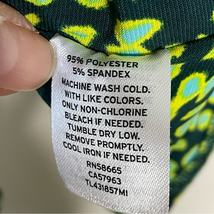 95% POLYESTER
5% SPANDEX
MACHINE WASH COLD.
WITH LIKE COLORS.
ONLY NON-CHLORINE
BLEACH IF NEEDED.
TUMBLE DRY LOW.
REMOVE PROMPTLY.
COOL IRON IF NEEDED.
RN58665
CA57963
TL431857M1